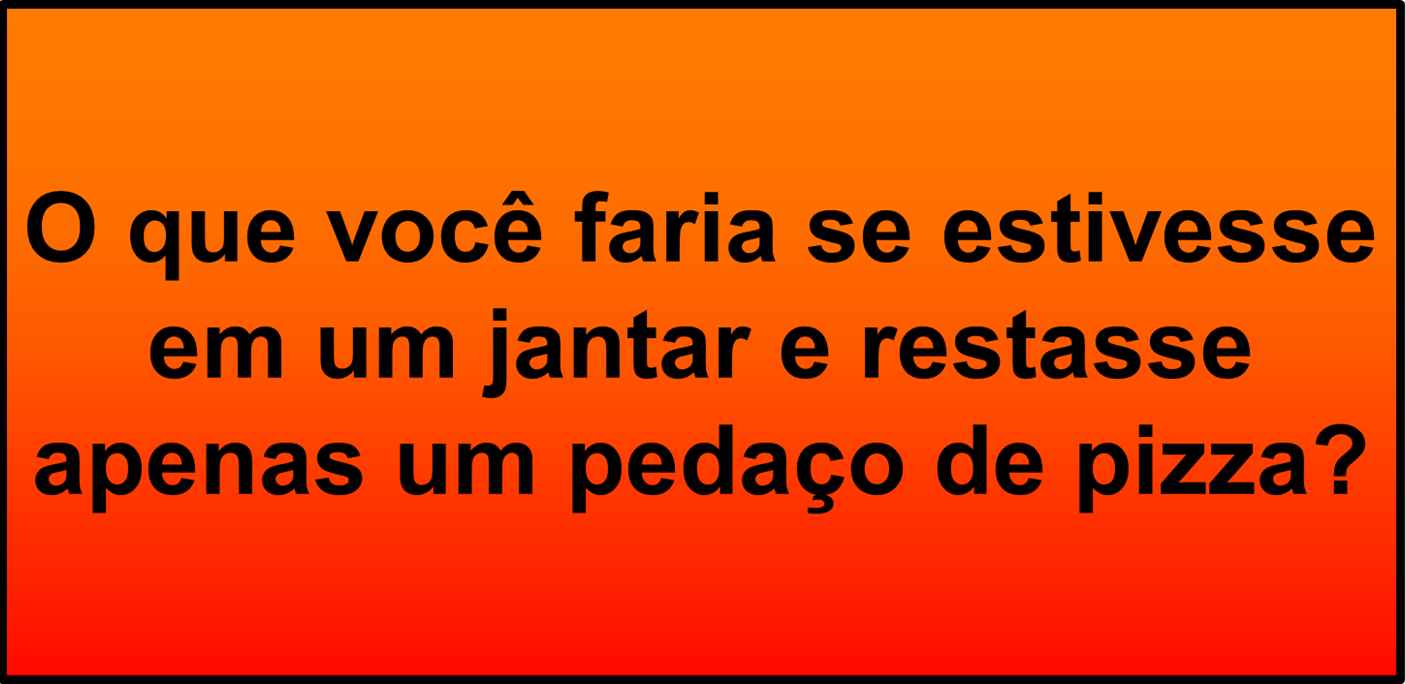 O que você faria se estivesse
em um jantar e restasse
apenas um pedaço de pizza?